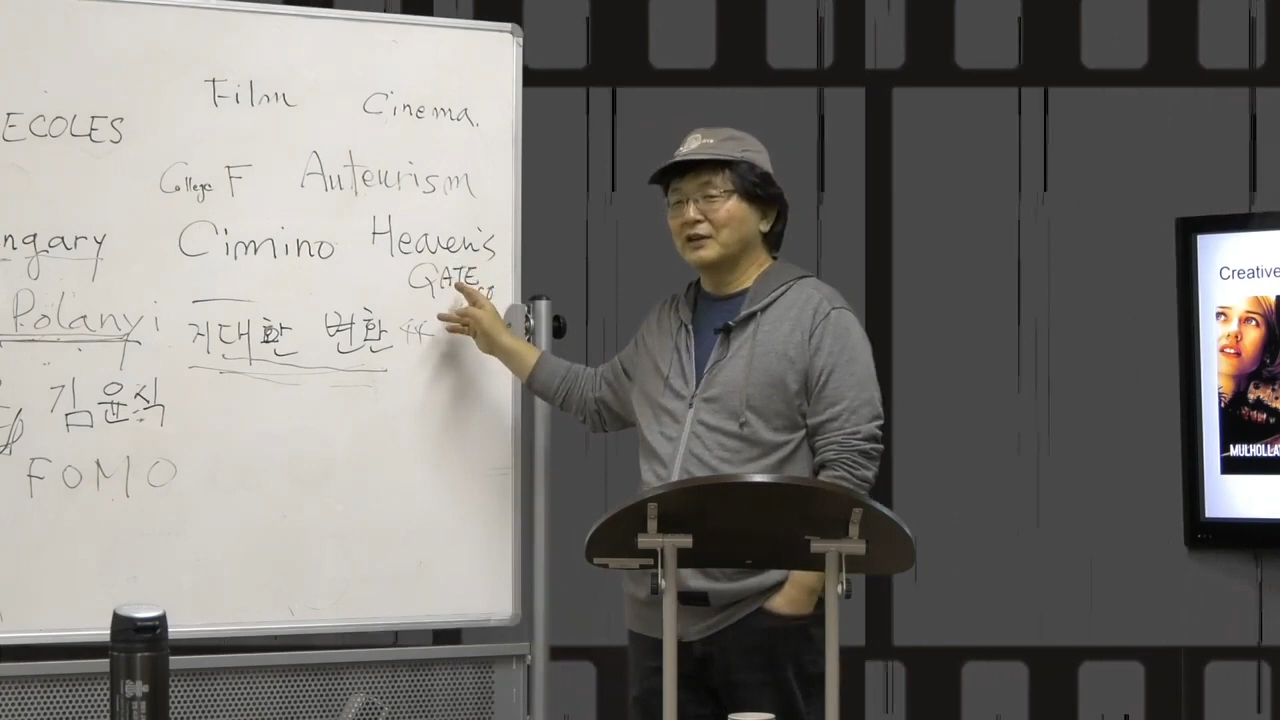 Film Cinema.
ECOLES
College F Auteurism
ngary Cimino Heaven's
GATE
Polanyi 거대한 변환 44
김윤식
FOMO
Creative
MULHOLLA